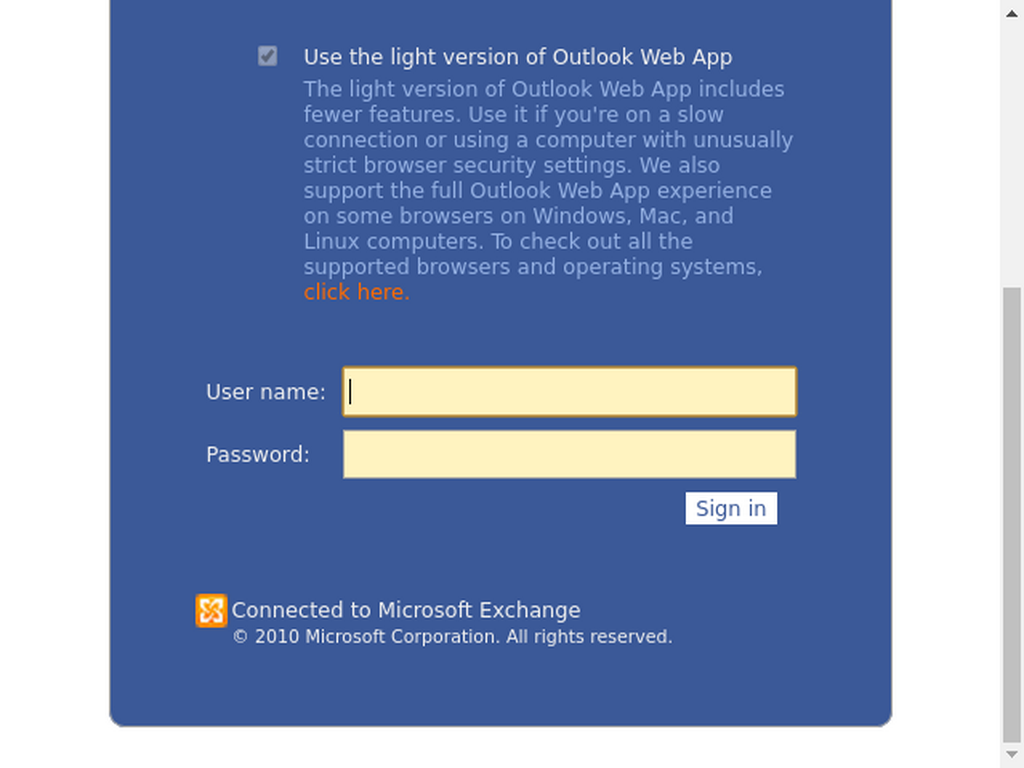 Use the light version of Outlook Web App
The light version of Outlook Web App includes
fewer features. Use it if you're on a slow
connection or using a computer with unusually
strict browser security settings. We also
support the full Outlook Web App experience
on some browsers on Windows, Mac, and
Linux computers. To check out all the
supported browsers and operating systems,
click here.
User name:
Password:
Sign in
Connected to Microsoft Exchange
© 2010 Microsoft Corporation. All rights reserved.